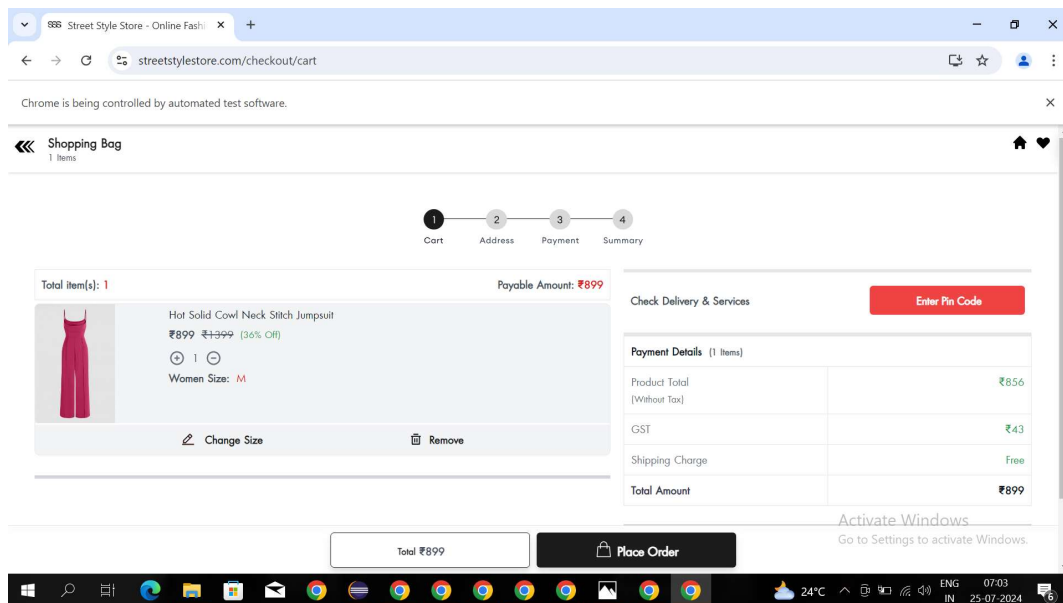 SSS Street Style Store - Online Fashi
streetstylestore.com/checkout/cart
Chrome is being controlled by automated test software.
Shopping Bag
1 Items
1 2 3 4
Cart Address Payment Summary
Total item(s): 1 Payable Amount: ₹899
Hot Solid Cowl Neck Stitch Jumpsuit
₹899 ₹1399 (36% Off)
1
Women Size: M
Change Size Remove
Check Delivery & Services Enter Pin Code
Payment Details (1 Items)
Product Total ₹856
(Without Tax)
GST ₹43
Shipping Charge Free
Total Amount ₹899
Activate Windows
Go to Settings to activate Windows.
Total ₹899 Place Order
24°C ENG 07:03
IN 25-07-2024 6